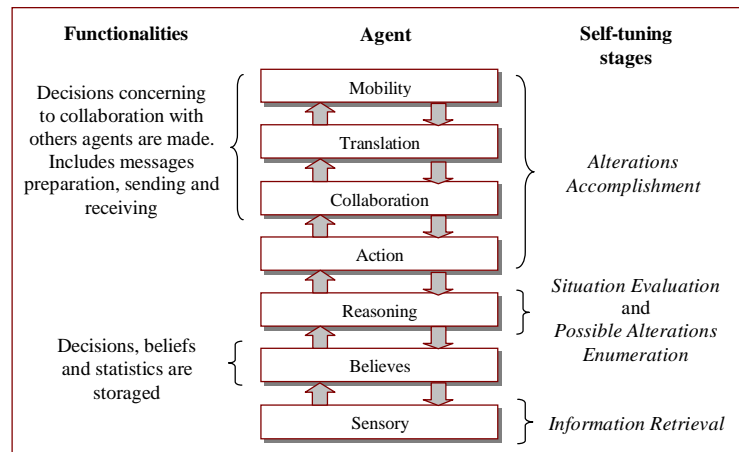 Functionalities
Agent
Self-tuning
stages
Decisions concerning
to collaboration with
others agents are made.
Includes messages
preparation, sending and
receiving
Mobility
Translation
Collaboration
Action
Reasoning
Believes
Sensory
Decisions, beliefs
and statistics are
storaged
Alterations
Accomplishment
Situation Evaluation
and
Possible Alterations
Enumeration
Information Retrieval